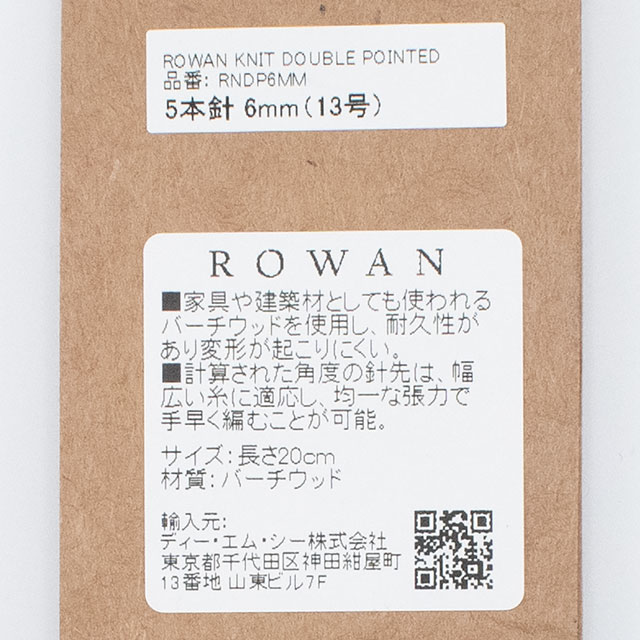 ROWAN KNIT DOUBLE POINTED
品番: RNDP6MM
5本針 6mm(13号)
ROWAN
■家具や建築材としても使われる
バーチウッドを使用し、耐久性が
あり変形が起こりにくい。
■計算された角度の針先は、幅
広い糸に適応し、均一な張力で
手早く編むことが可能。
サイズ: 長さ20cm
材質: バーチウッド
輸入元:
ディー・エム・シー株式会社
東京都千代田区神田紺屋町
13番地 山東ビル7F